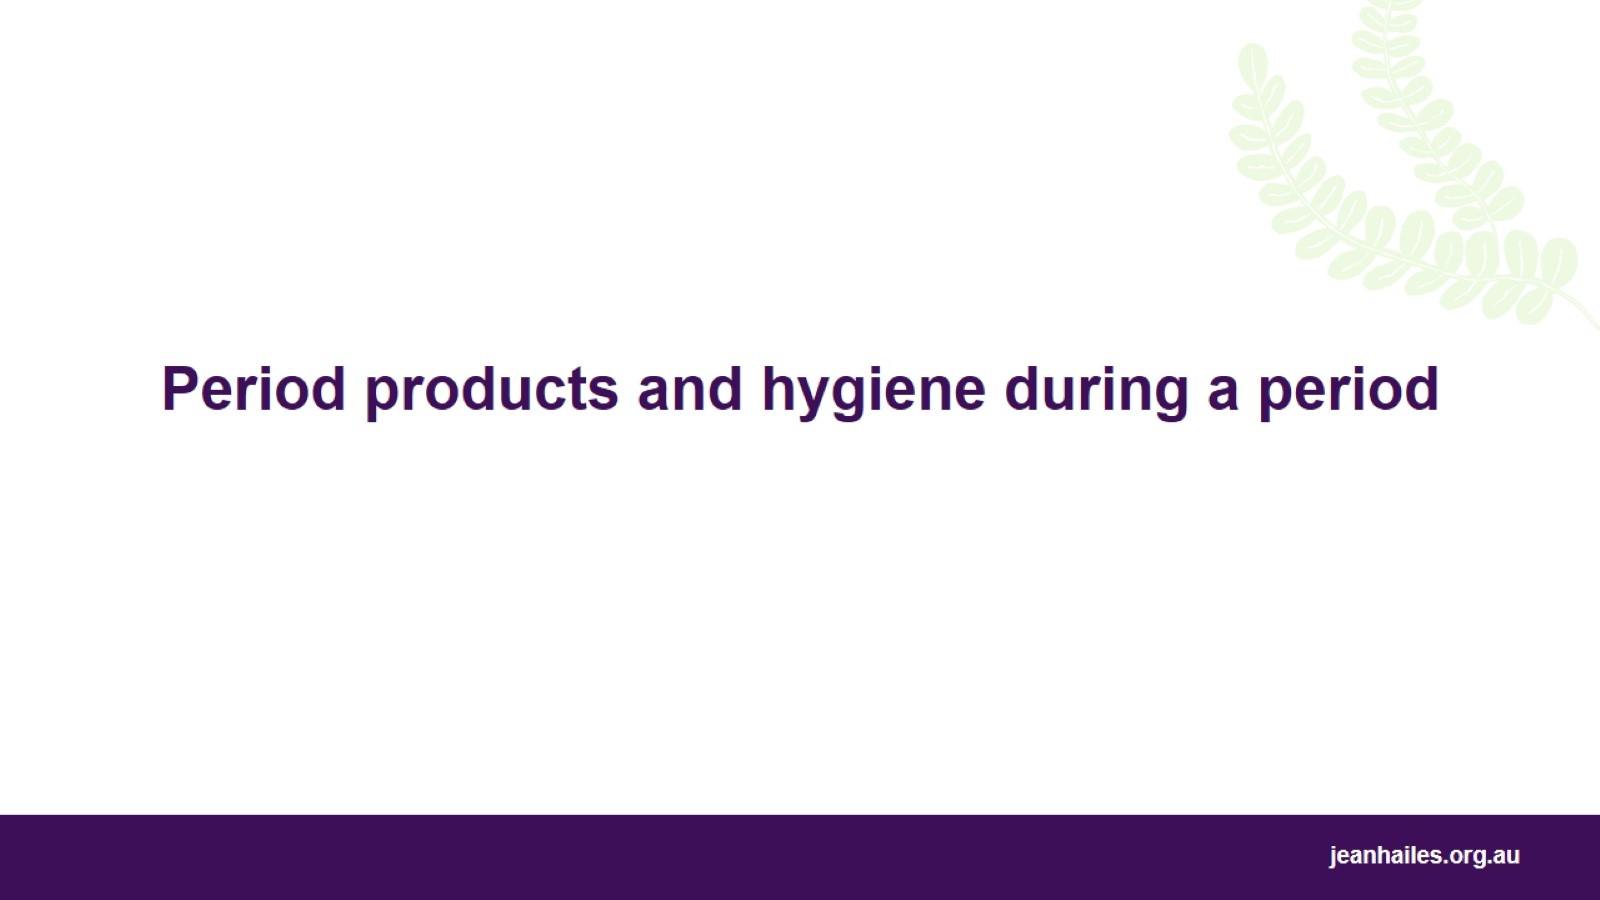 Period products and hygiene during a period
jeanhailes.org.au